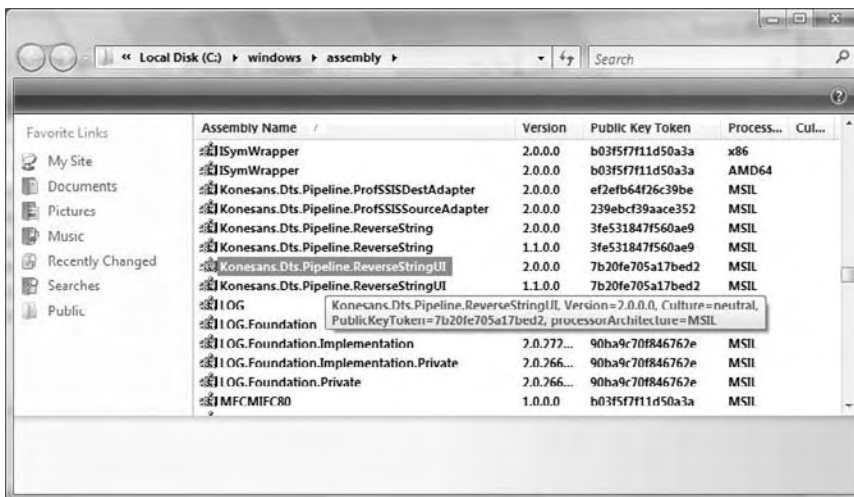 « Local Disk (C:) ▸ windows ▸ assembly ▸
Search
Favorite Links
My Site
Documents
Pictures
Music
Recently Changed
Searches
Public
Assembly Name Version Public Key Token Process... Cul...
ISymWrapper 2.0.0.0 b03f5f7f11d50a3a x86
ISymWrapper 2.0.0.0 b03f5f7f11d50a3a AMD64
Konesans.Dts.Pipeline.ProfSSISDestAdapter 2.0.0.0 ef2efb64f26c39be MSIL
Konesans.Dts.Pipeline.ProfSSISSourceAdapter 2.0.0.0 239ebcf39aace352 MSIL
Konesans.Dts.Pipeline.ReverseString 2.0.0.0 3fe531847f560ae9 MSIL
Konesans.Dts.Pipeline.ReverseString 1.1.0.0 3fe531847f560ae9 MSIL
Konesans.Dts.Pipeline.ReverseStringUI 2.0.0.0 7b20fe705a17bed2 MSIL
Konesans.Dts.Pipeline.ReverseStringUI 1.1.0.0 7b20fe705a17bed2 MSIL
LOG
LOG.Foundation
Konesans.Dts.Pipeline.ReverseStringUI, Version=2.0.0.0, Culture=neutral,
PublicKeyToken=7b20fe705a17bed2, processorArchitecture=MSIL
LOG.Foundation.Implementation 2.0.272... 90ba9c70f846762e MSIL
LOG.Foundation.Implementation.Private 2.0.266... 90ba9c70f846762e MSIL
LOG.Foundation.Private 2.0.266... 90ba9c70f846762e MSIL
MFCMIFC80 1.0.0.0 b03f5f7f11d50a3a MSIL